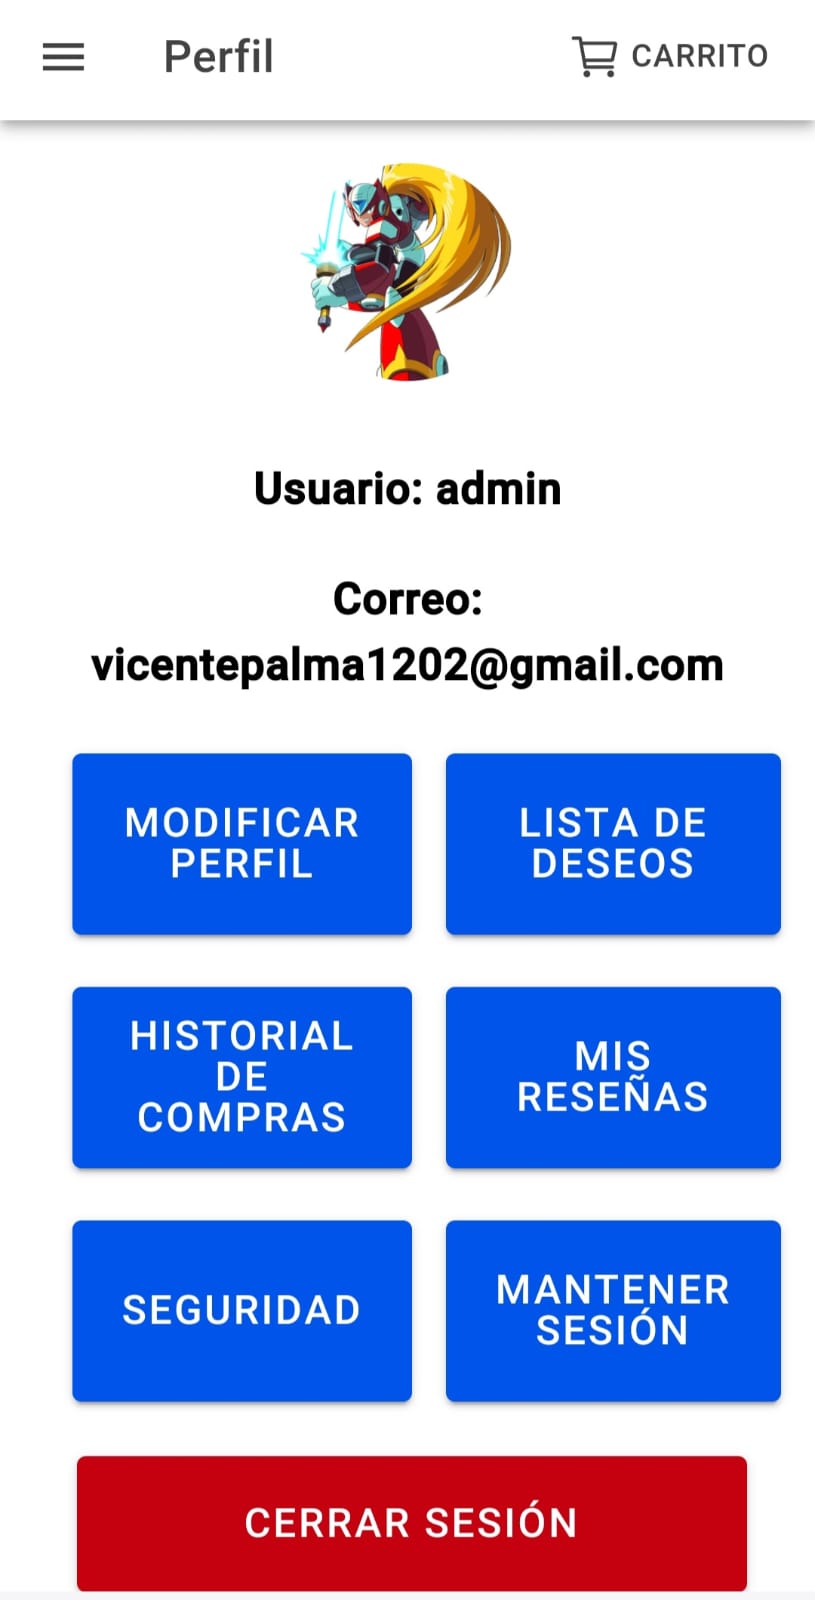 Perfil
CARRITO
Usuario: admin
Correo:
vicentepalma1202@gmail.com
MODIFICAR
PERFIL
LISTA DE
DESEOS
HISTORIAL
DE
COMPRAS
MIS
RESEÑAS
SEGURIDAD
MANTENER
SESIÓN
CERRAR SESIÓN